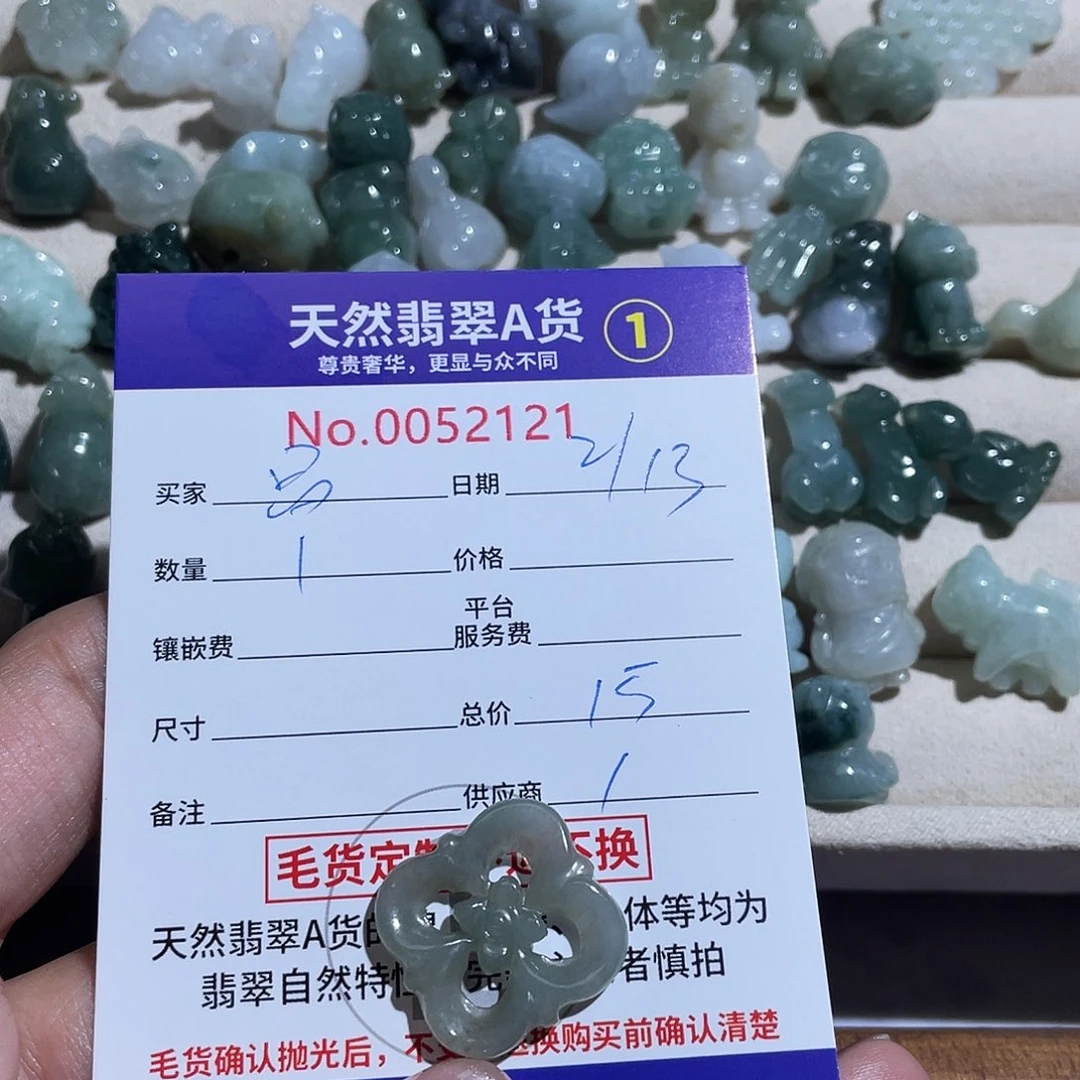 天然翡翠A货 1
尊贵奢华，更显与众不同
No.0052121
买家 日期 2/13
数量 1 价格
平台
镶嵌费 服务费
尺寸 总价 15
备注 供应商 1
毛货定 不换
天然翡翠A货的 体等均为
翡翠自然特性 完 者慎拍
毛货确认抛光后，不 换购买前确认清楚